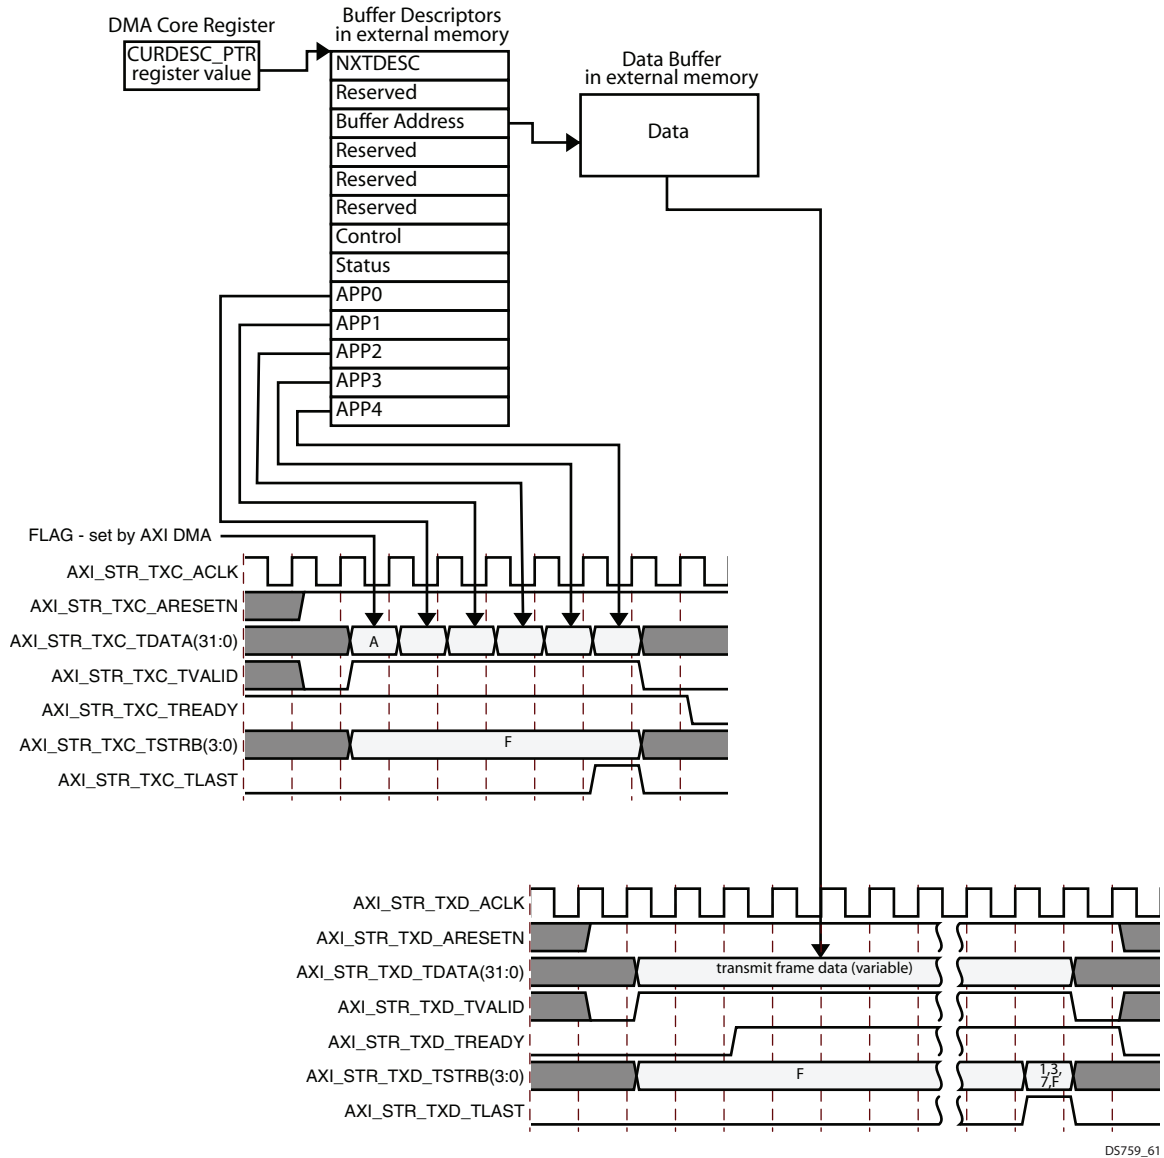 DMA Core Register
CURDESC_PTR
register value
Buffer Descriptors
in external memory
NXTDESC
Reserved
Buffer Address
Reserved
Reserved
Reserved
Control
Status
APP0
APP1
APP2
APP3
APP4
Data Buffer
in external memory
Data
FLAG - set by AXI DMA
AXI_STR_TXC_ACLK
AXI_STR_TXC_ARESETN
AXI_STR_TXC_TDATA(31:0)
A
AXI_STR_TXC_TVALID
AXI_STR_TXC_TREADY
AXI_STR_TXC_TSTRB(3:0)
F
AXI_STR_TXC_TLAST
AXI_STR_TXD_ACLK
AXI_STR_TXD_ARESETN
AXI_STR_TXD_TDATA(31:0)
transmit frame data (variable)
AXI_STR_TXD_TVALID
AXI_STR_TXD_TREADY
AXI_STR_TXD_TSTRB(3:0)
F
1,3,
7,F
AXI_STR_TXD_TLAST
DS759_61